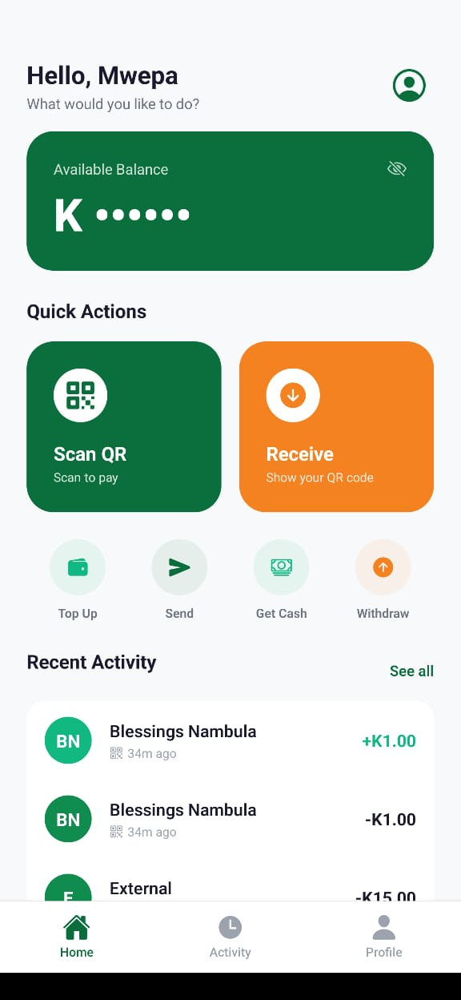 Hello, Mwepa
What would you like to do?
Available Balance
K ••••••
Quick Actions
Scan QR
Scan to pay
Receive
Show your QR code
Top Up
Send
Get Cash
Withdraw
Recent Activity
See all
BN
Blessings Nambula
+K1.00
34m ago
BN
Blessings Nambula
-K1.00
34m ago
E
External
-K15.00
Home
Activity
Profile